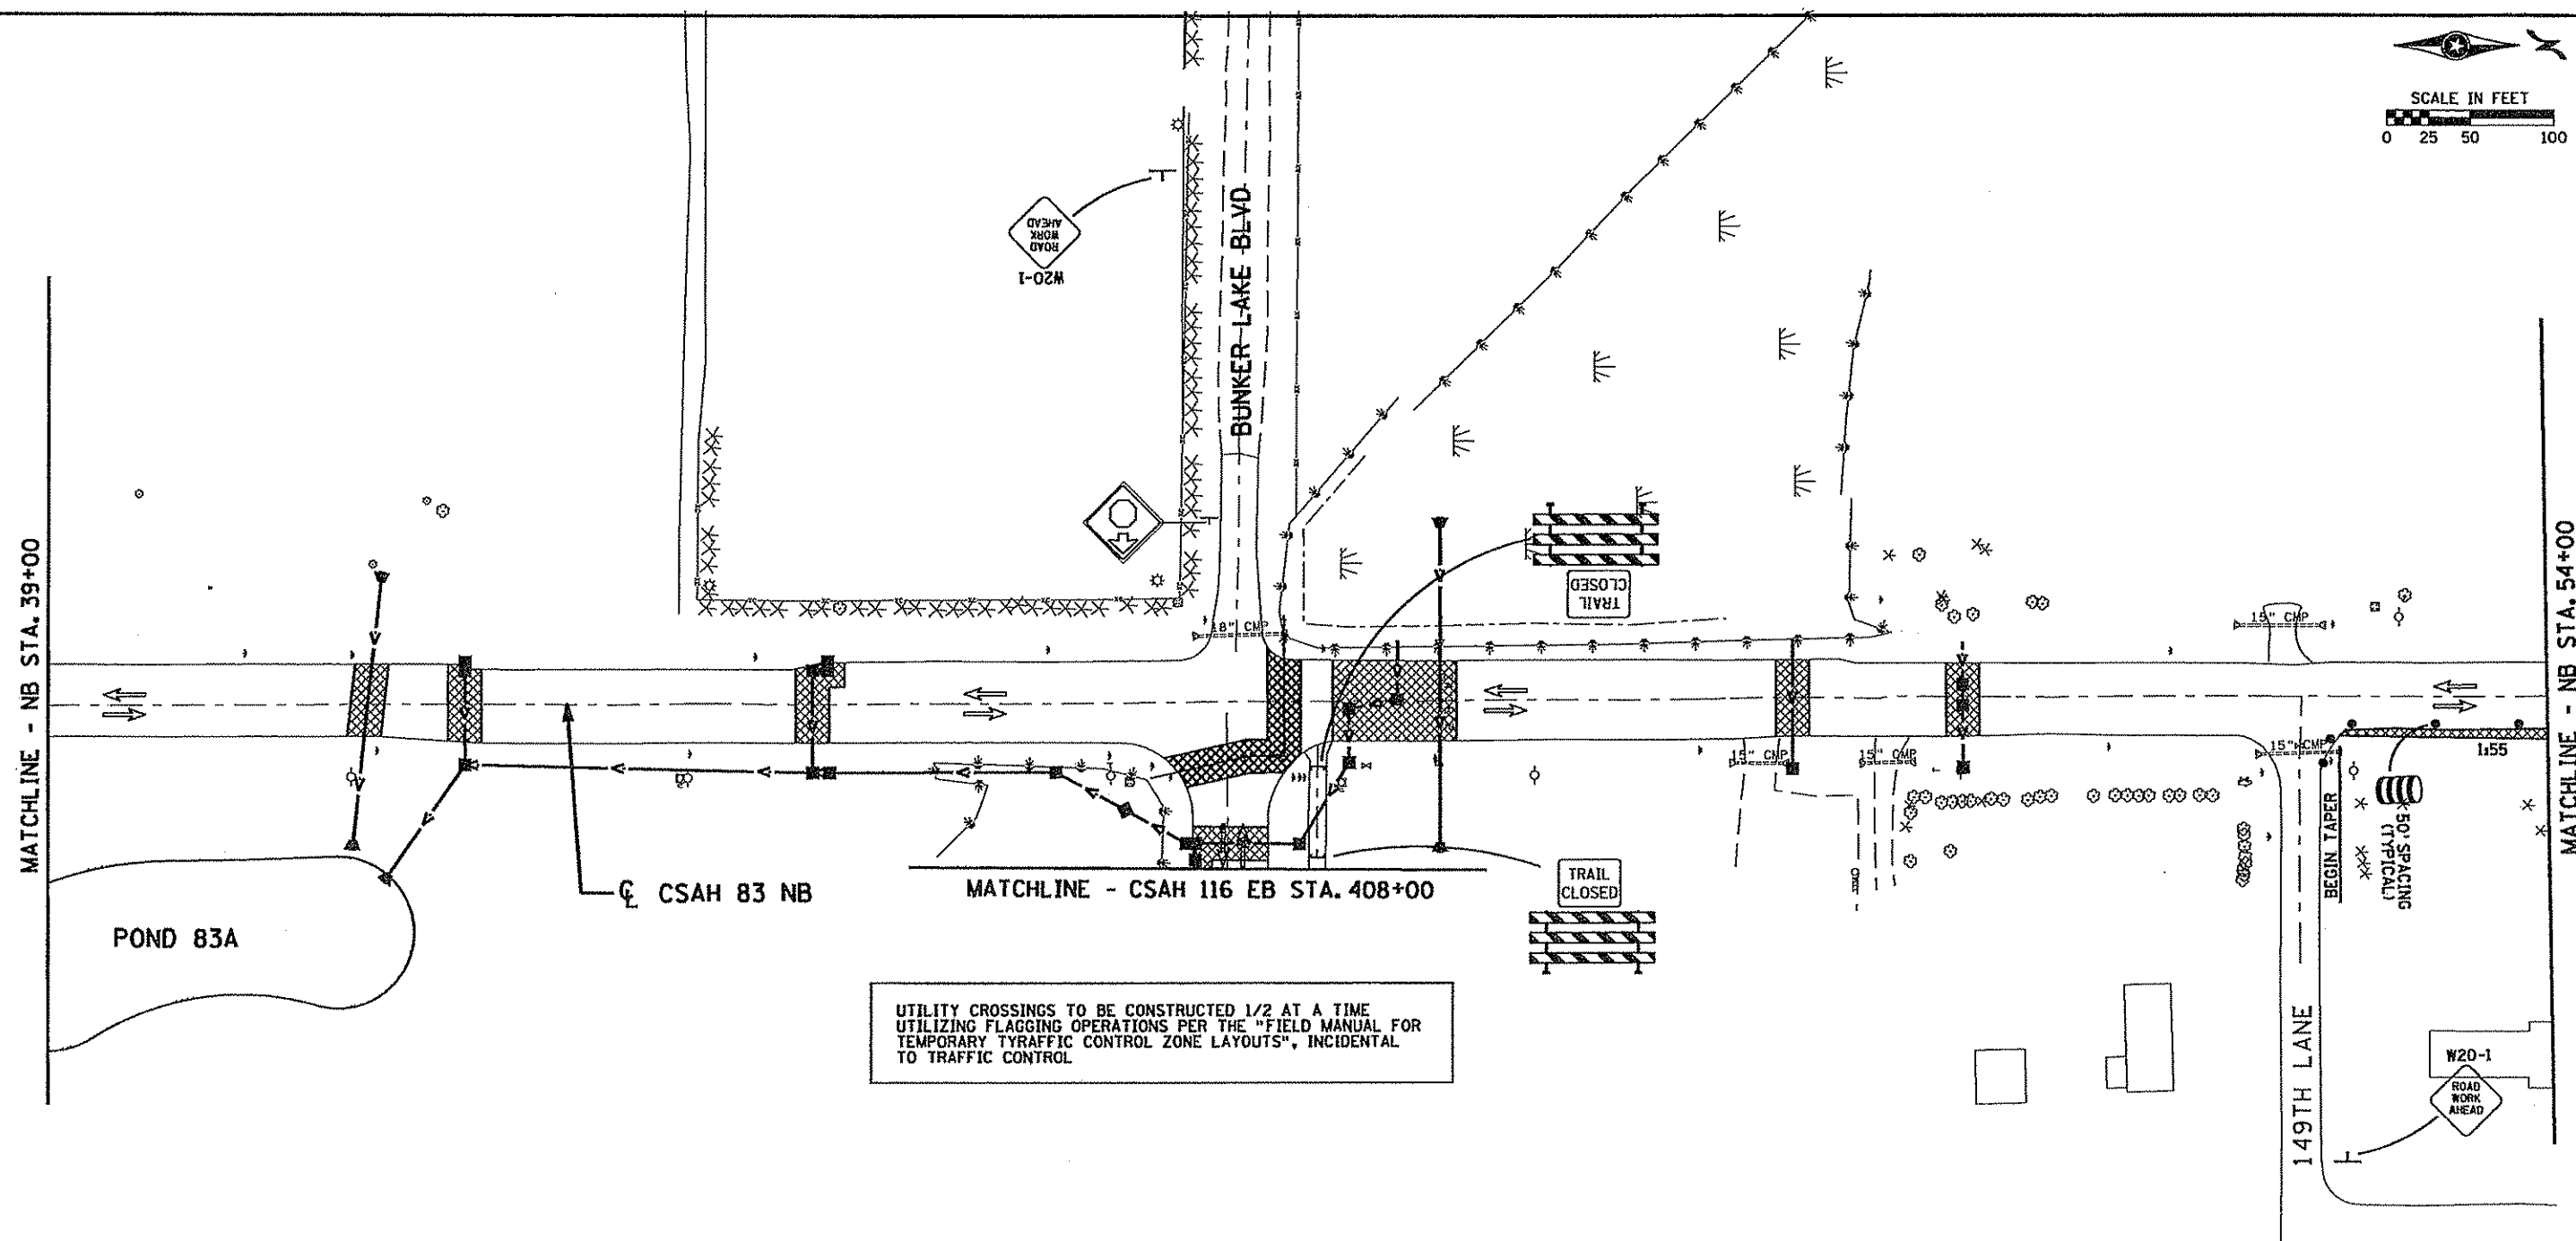 SCALE IN FEET
0 25 50 100
ROAD
WORK
AHEAD
W20-1
BUNKER LAKE BLVD
MATCHLINE - NB STA. 39+00
MATCHLINE - NB STA. 54+00
TRAIL
CLOSED
18" CMP
15" CMP
15" CMP
15" CMP
15" CMP
1:55
BEGIN TAPER
50' SPACING
(TYPICAL)
℄ CSAH 83 NB
MATCHLINE - CSAH 116 EB STA. 408+00
TRAIL
CLOSED
POND 83A
UTILITY CROSSINGS TO BE CONSTRUCTED 1/2 AT A TIME
UTILIZING FLAGGING OPERATIONS PER THE "FIELD MANUAL FOR
TEMPORARY TYRAFFIC CONTROL ZONE LAYOUTS", INCIDENTAL
TO TRAFFIC CONTROL
149TH LANE
W20-1
ROAD
WORK
AHEAD